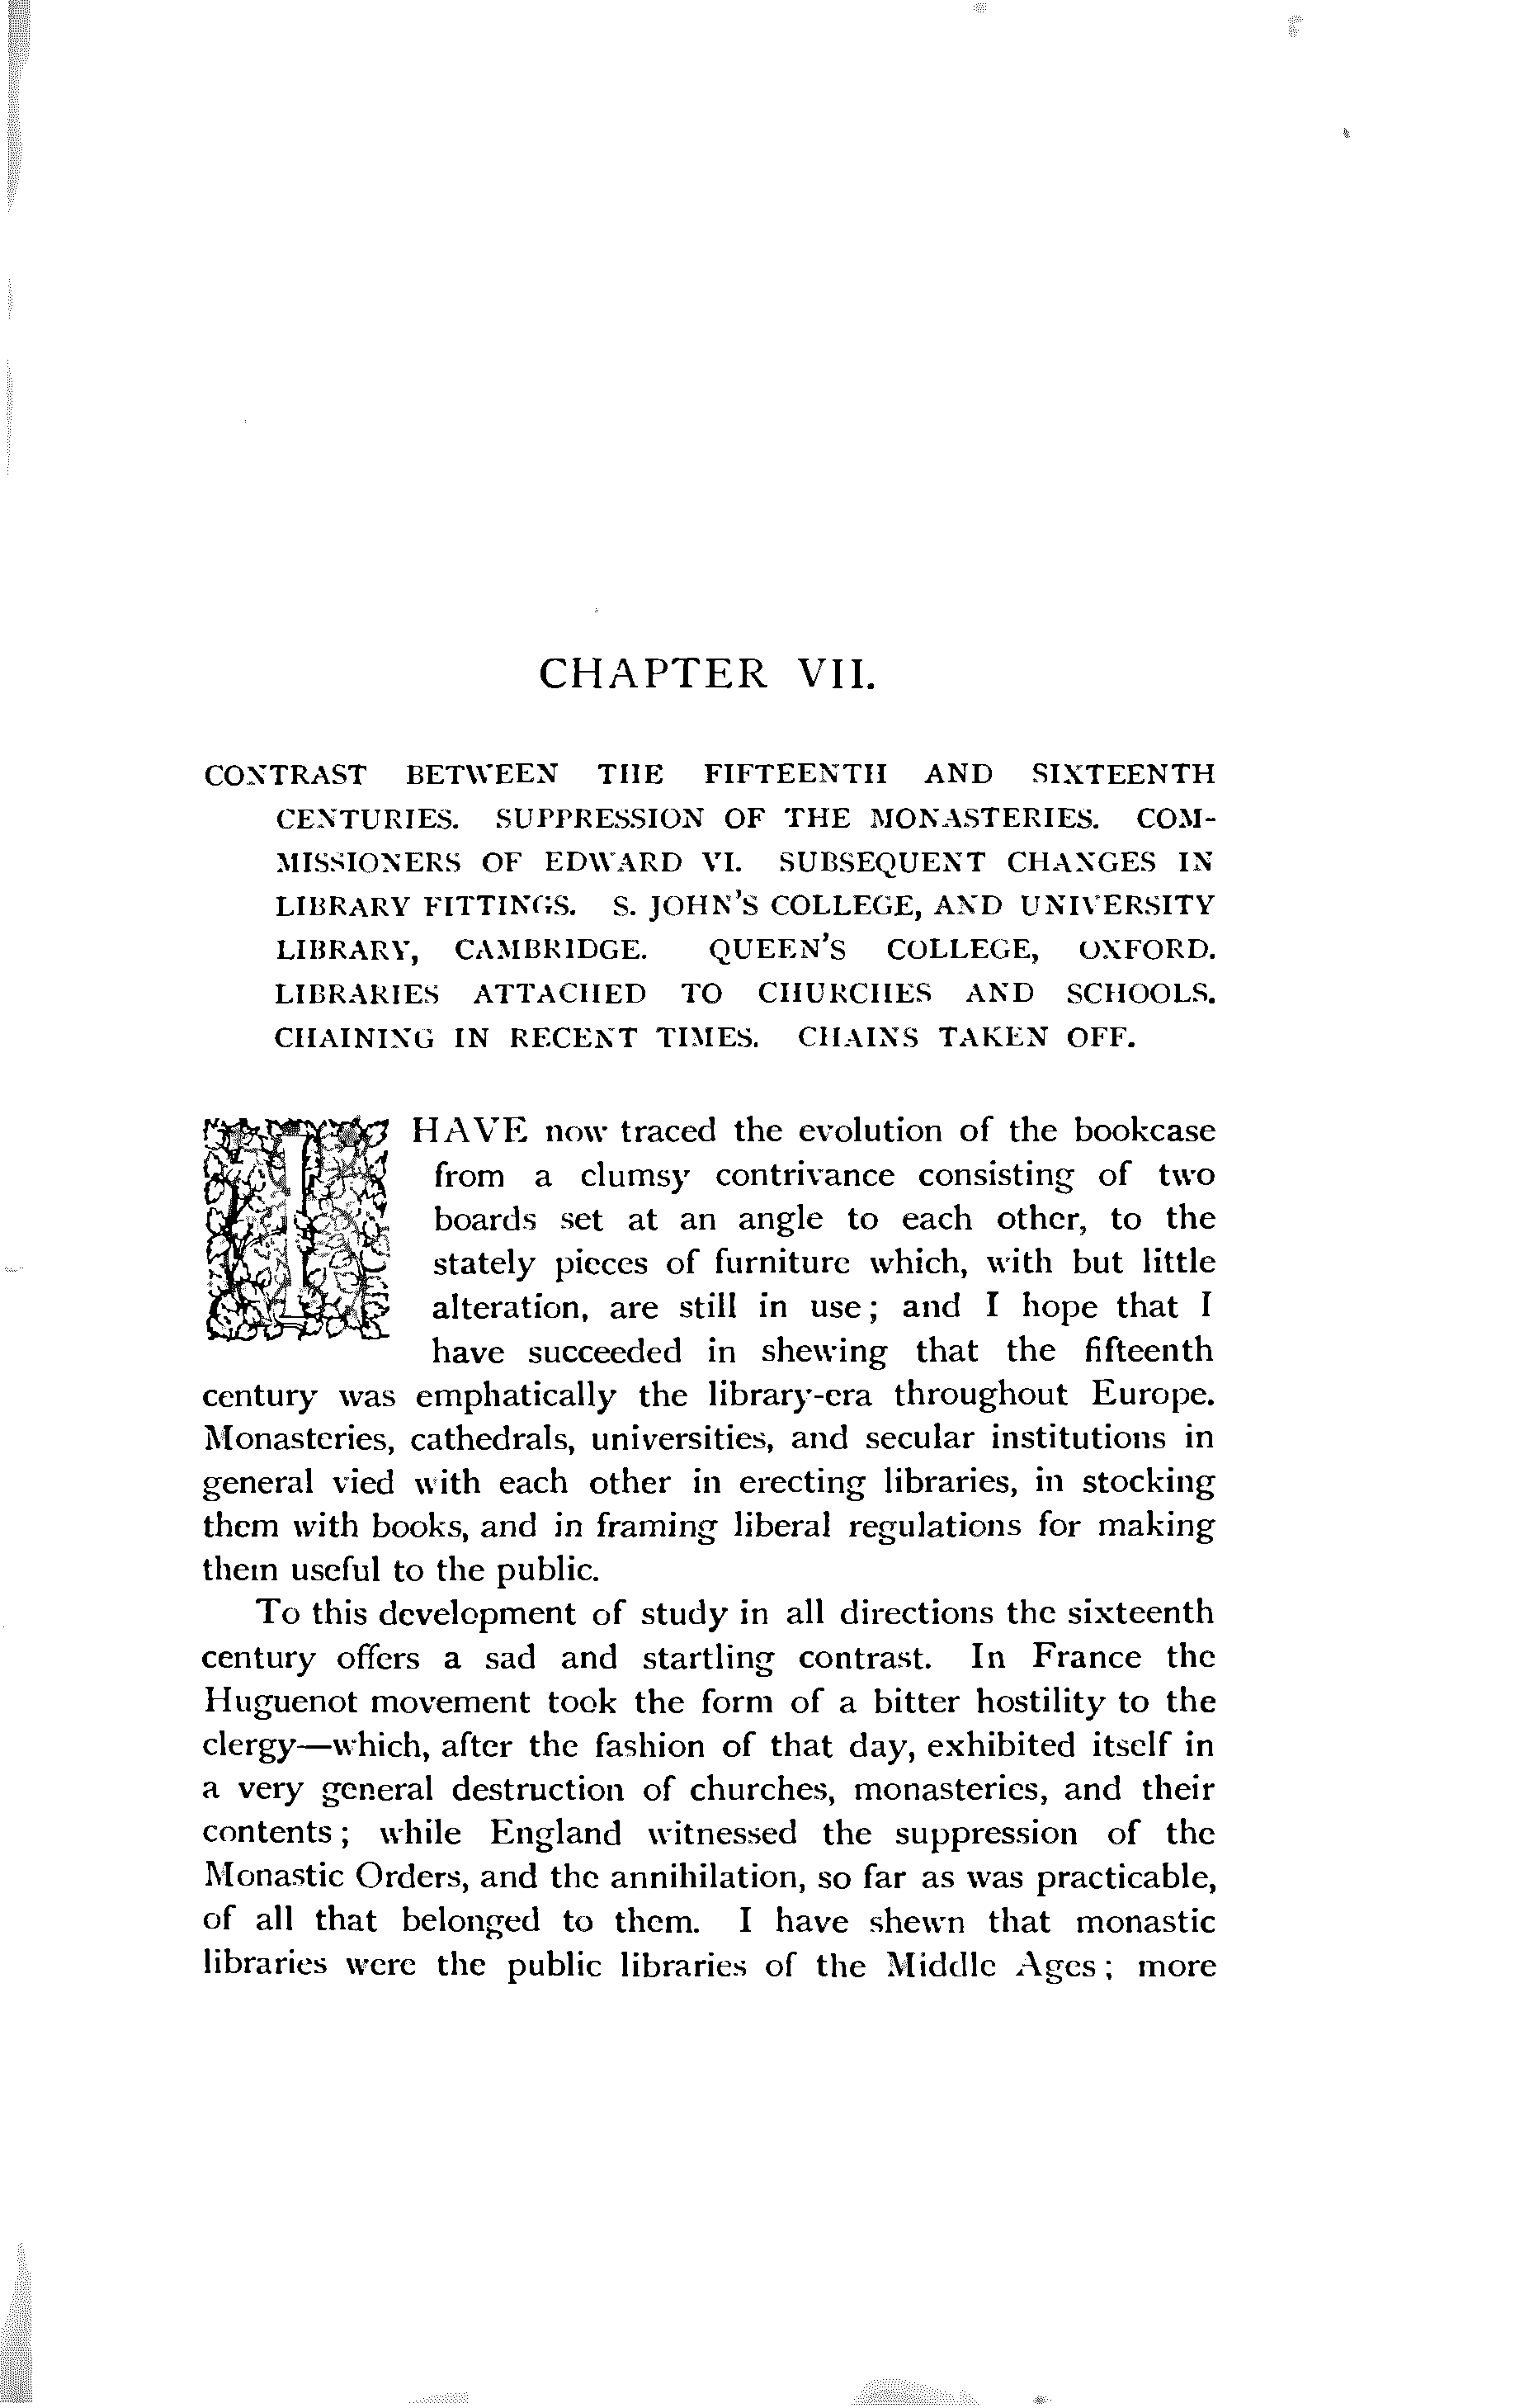 CHAPTER VII.
CONTRAST BETWEEN THE FIFTEENTH AND SIXTEENTH
CENTURIES. SUPPRESSION OF THE MONASTERIES. COM-
MISSIONERS OF EDWARD VI. SUBSEQUENT CHANGES IN
LIBRARY FITTINGS. S. JOHN'S COLLEGE, AND UNIVERSITY
LIBRARY, CAMBRIDGE. QUEEN'S COLLEGE, OXFORD.
LIBRARIES ATTACHED TO CHURCHES AND SCHOOLS.
CHAINING IN RECENT TIMES. CHAINS TAKEN OFF.
I HAVE now traced the evolution of the bookcase
from a clumsy contrivance consisting of two
boards set at an angle to each other, to the
stately pieces of furniture which, with but little
alteration, are still in use; and I hope that I
have succeeded in shewing that the fifteenth
century was emphatically the library-era throughout Europe.
Monasteries, cathedrals, universities, and secular institutions in
general vied with each other in erecting libraries, in stocking
them with books, and in framing liberal regulations for making
them useful to the public.
To this development of study in all directions the sixteenth
century offers a sad and startling contrast. In France the
Huguenot movement took the form of a bitter hostility to the
clergy—which, after the fashion of that day, exhibited itself in
a very general destruction of churches, monasteries, and their
contents; while England witnessed the suppression of the
Monastic Orders, and the annihilation, so far as was practicable,
of all that belonged to them. I have shewn that monastic
libraries were the public libraries of the Middle Ages; more